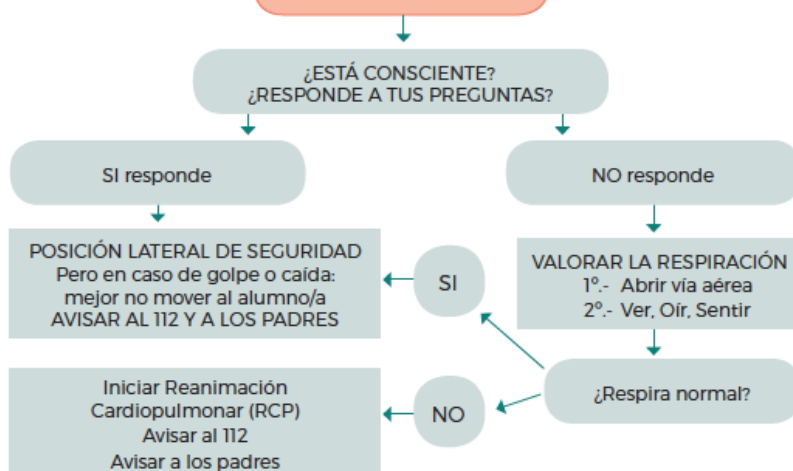 ¿ESTÁ CONSCIENTE?
¿RESPONDE A TUS PREGUNTAS?
SI responde
NO responde
POSICIÓN LATERAL DE SEGURIDAD
Pero en caso de golpe o caída:
mejor no mover al alumno/a
AVISAR AL 112 Y A LOS PADRES
SI
VALORAR LA RESPIRACIÓN
1º.- Abrir vía aérea
2º.- Ver, Oír, Sentir
¿Respira normal?
NO
Iniciar Reanimación
Cardiopulmonar (RCP)
Avisar al 112
Avisar a los padres